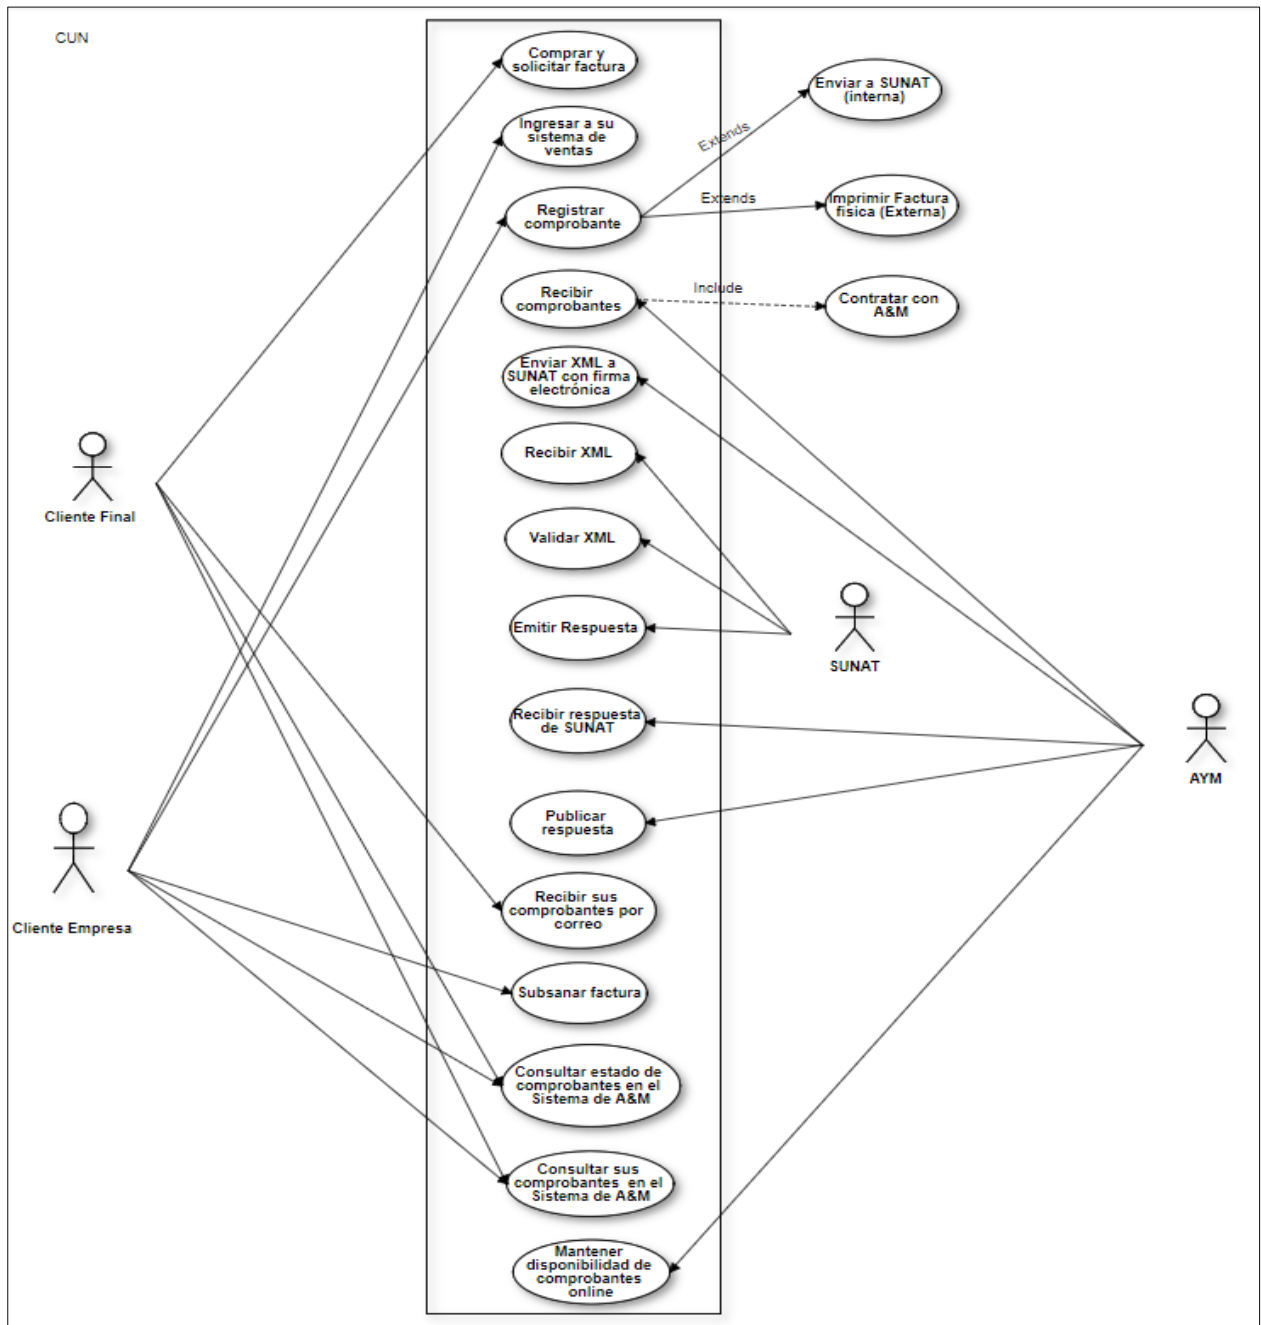 CUN
Comprar y
solicitar factura
Enviar a SUNAT
(interna)
Ingresar a su
sistema de
ventas
Extends
Registrar
comprobante
Extends
Imprimir Factura
física (Externa)
Recibir
comprobantes
Include
Contratar con
A&M
Enviar XML a
SUNAT con firma
electrónica
Recibir XML
Cliente Final
Validar XML
Emitir Respuesta
SUNAT
Recibir respuesta
de SUNAT
AYM
Publicar
respuesta
Recibir sus
comprobantes por
correo
Cliente Empresa
Subsanar factura
Consultar estado de
comprobantes en el
Sistema de A&M
Consultar sus
comprobantes en el
Sistema de A&M
Mantener
disponibilidad de
comprobantes
online